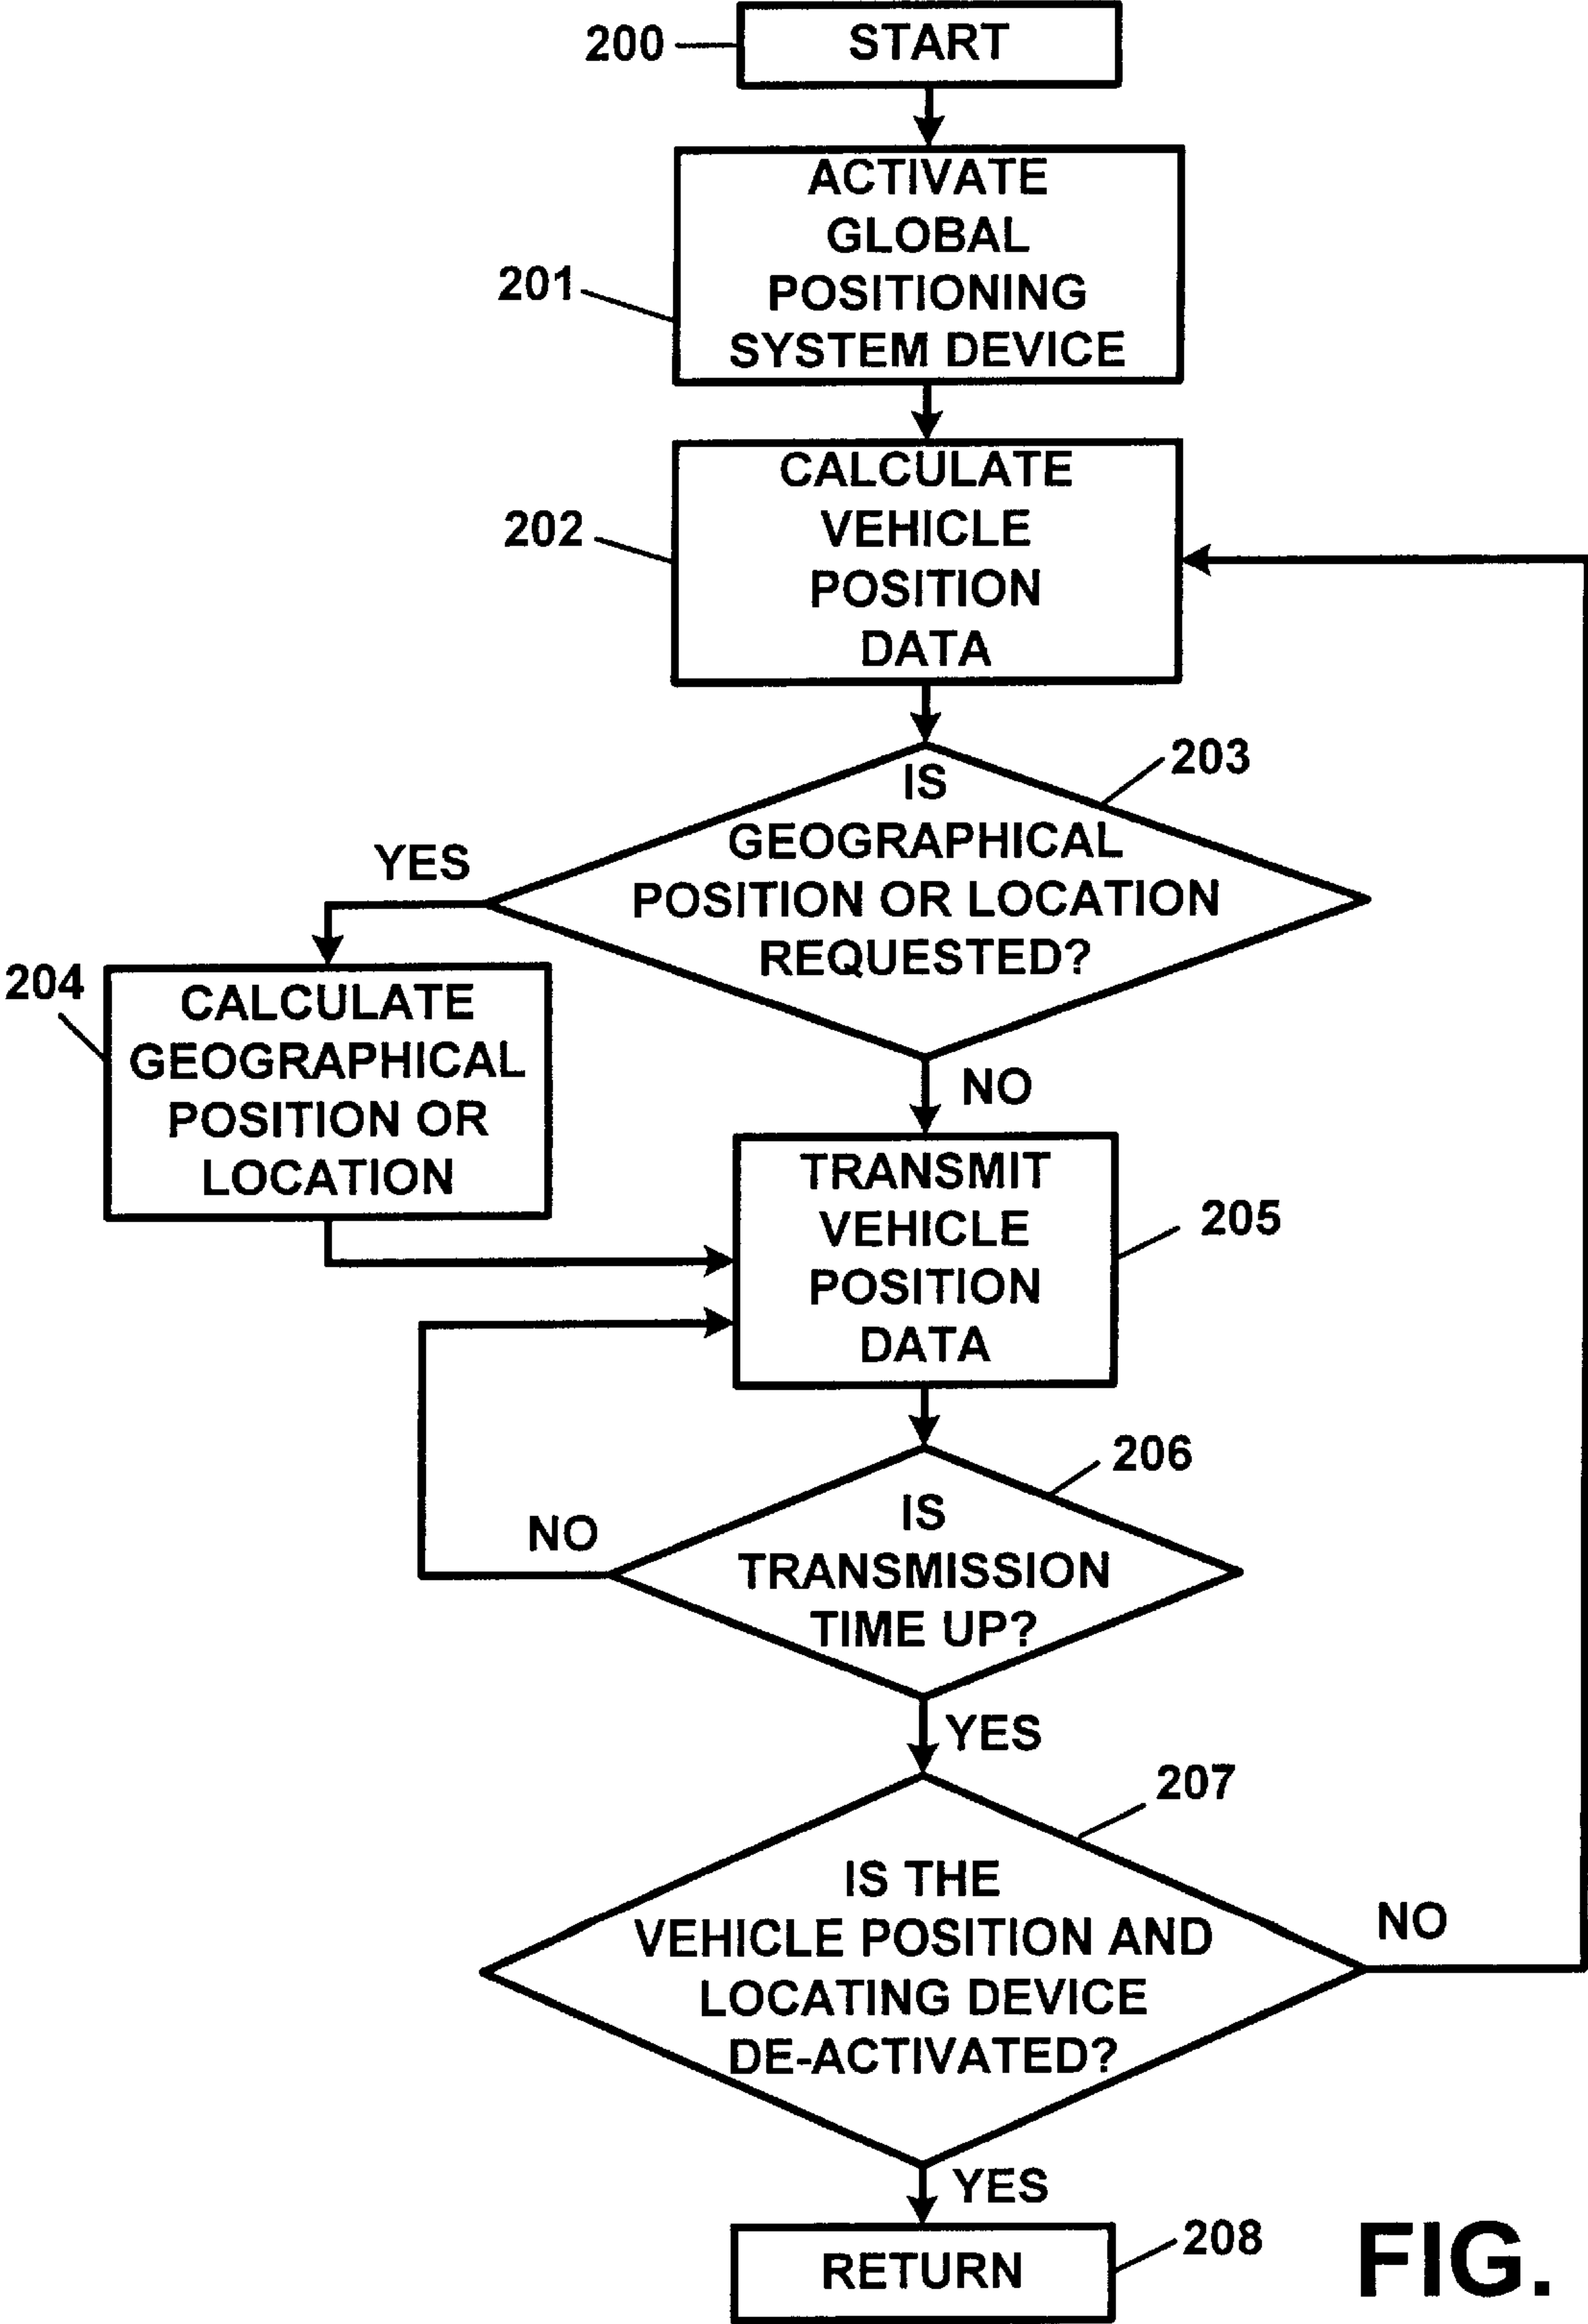 200
START
ACTIVATE
GLOBAL
POSITIONING
SYSTEM DEVICE
201
CALCULATE
VEHICLE
POSITION
DATA
202
203
IS
GEOGRAPHICAL
POSITION OR LOCATION
REQUESTED?
YES
204
CALCULATE
GEOGRAPHICAL
POSITION OR
LOCATION
NO
TRANSMIT
VEHICLE
POSITION
DATA
205
206
IS
TRANSMISSION
TIME UP?
NO
YES
207
IS THE
VEHICLE POSITION AND
LOCATING DEVICE
DE-ACTIVATED?
NO
YES
RETURN
208
FIG.